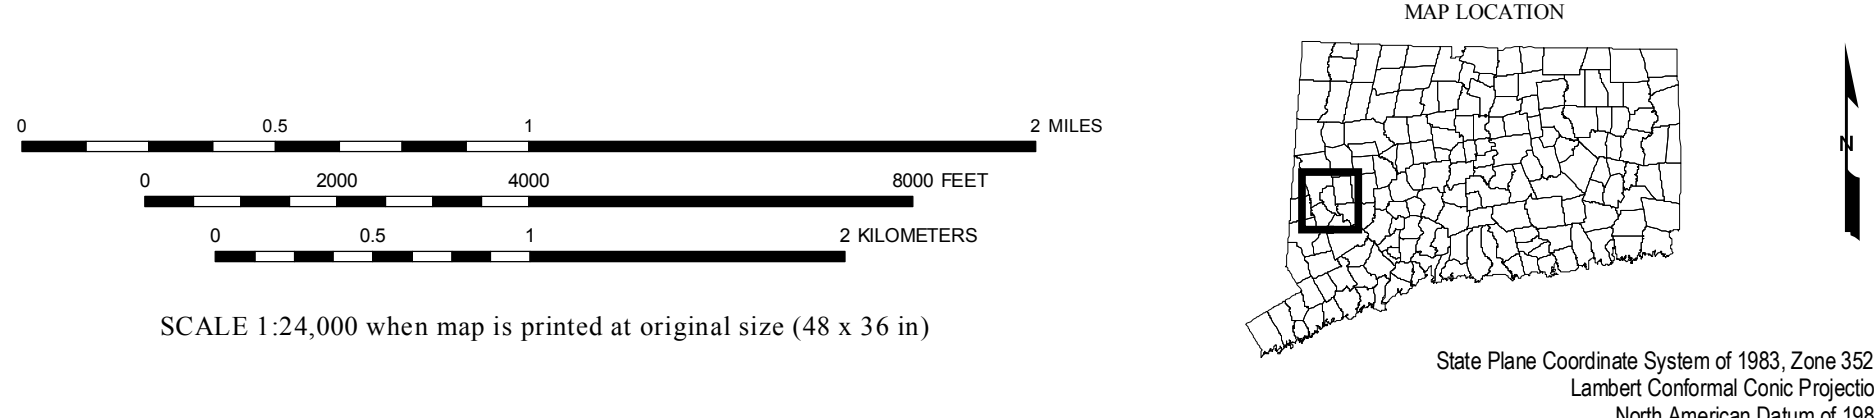 MAP LOCATION
0 0.5 1 2 MILES
0 2000 4000 8000 FEET
0 0.5 1 2 KILOMETERS
N
SCALE 1:24,000 when map is printed at original size (48 x 36 in)
State Plane Coordinate System of 1983, Zone 352
Lambert Conformal Conic Projectio
North American Datum of 198